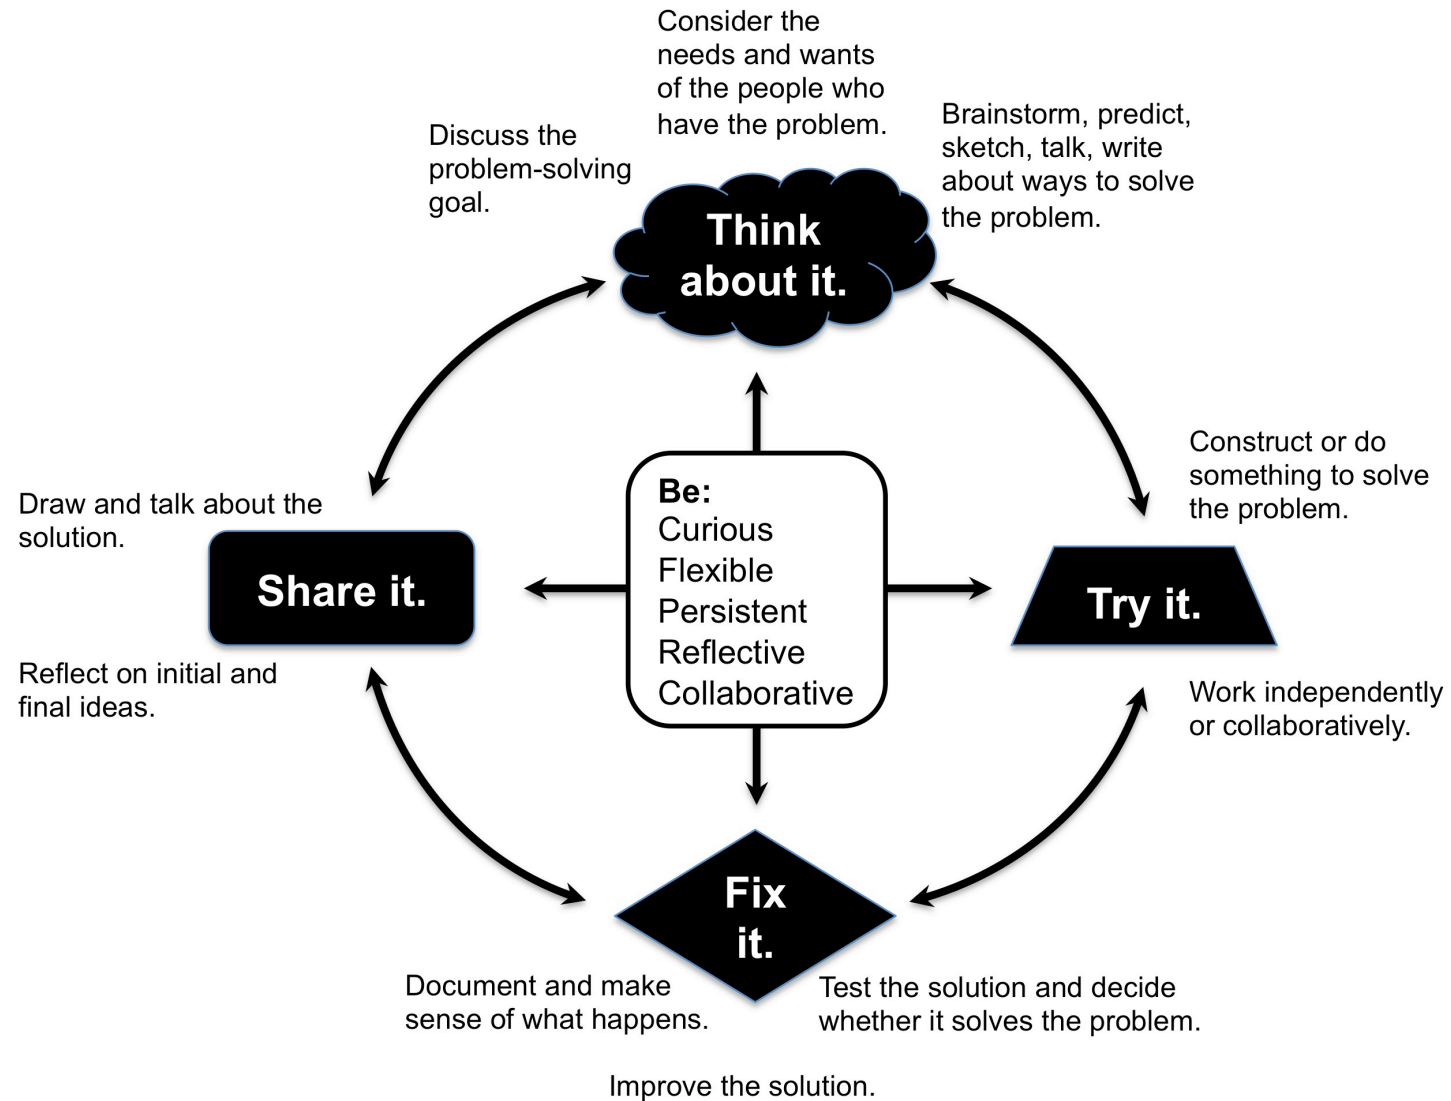 Consider the
needs and wants
of the people who
have the problem.
Discuss the
problem-solving
goal.
Brainstorm, predict,
sketch, talk, write
about ways to solve
the problem.
Think
about it.
Construct or do
something to solve
the problem.
Draw and talk about the
solution.
Share it.
Be:
Curious
Flexible
Persistent
Reflective
Collaborative
Try it.
Reflect on initial and
final ideas.
Work independently
or collaboratively.
Fix
it.
Document and make
sense of what happens.
Test the solution and decide
whether it solves the problem.
Improve the solution.